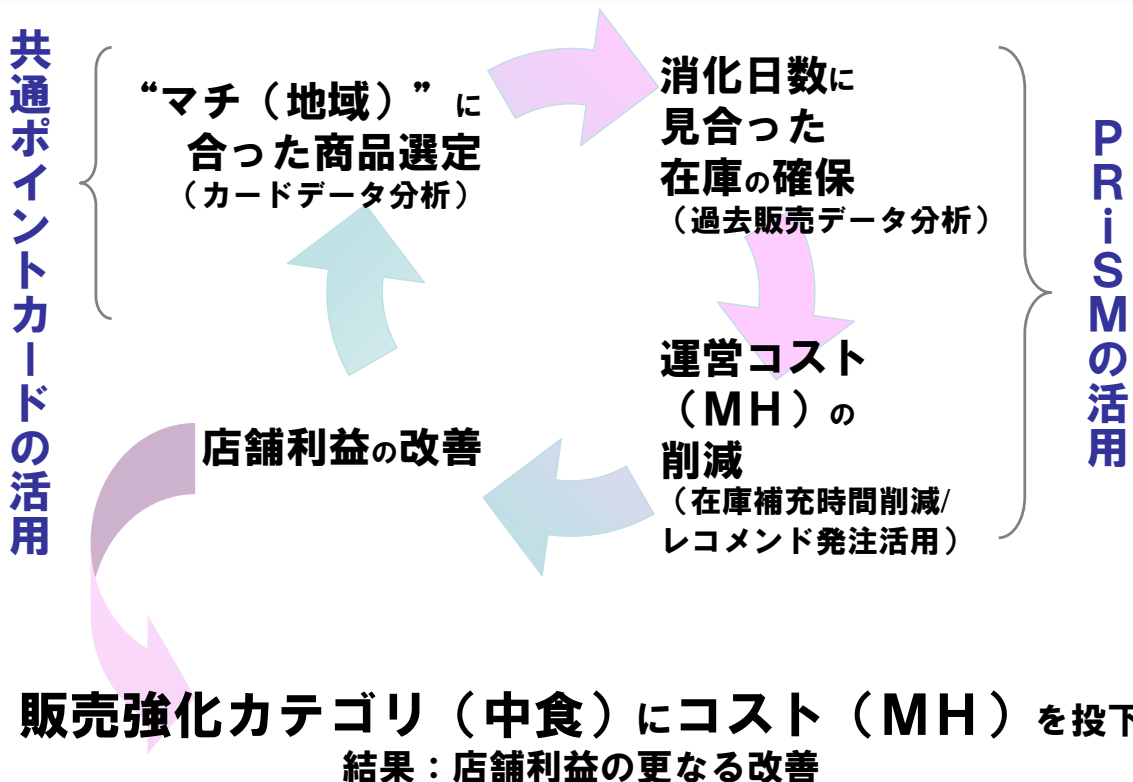 共通ポイントカードの活用
“マチ（地域）”に
合った商品選定
（カードデータ分析）
消化日数に
見合った
在庫の確保
（過去販売データ分析）
運営コスト
（ＭＨ）の
削減
（在庫補充時間削減/
レコメンド発注活用）
ＰＲｉＳＭの活用
店舗利益の改善
販売強化カテゴリ（中食）にコスト（ＭＨ）を投下
結果：店舗利益の更なる改善